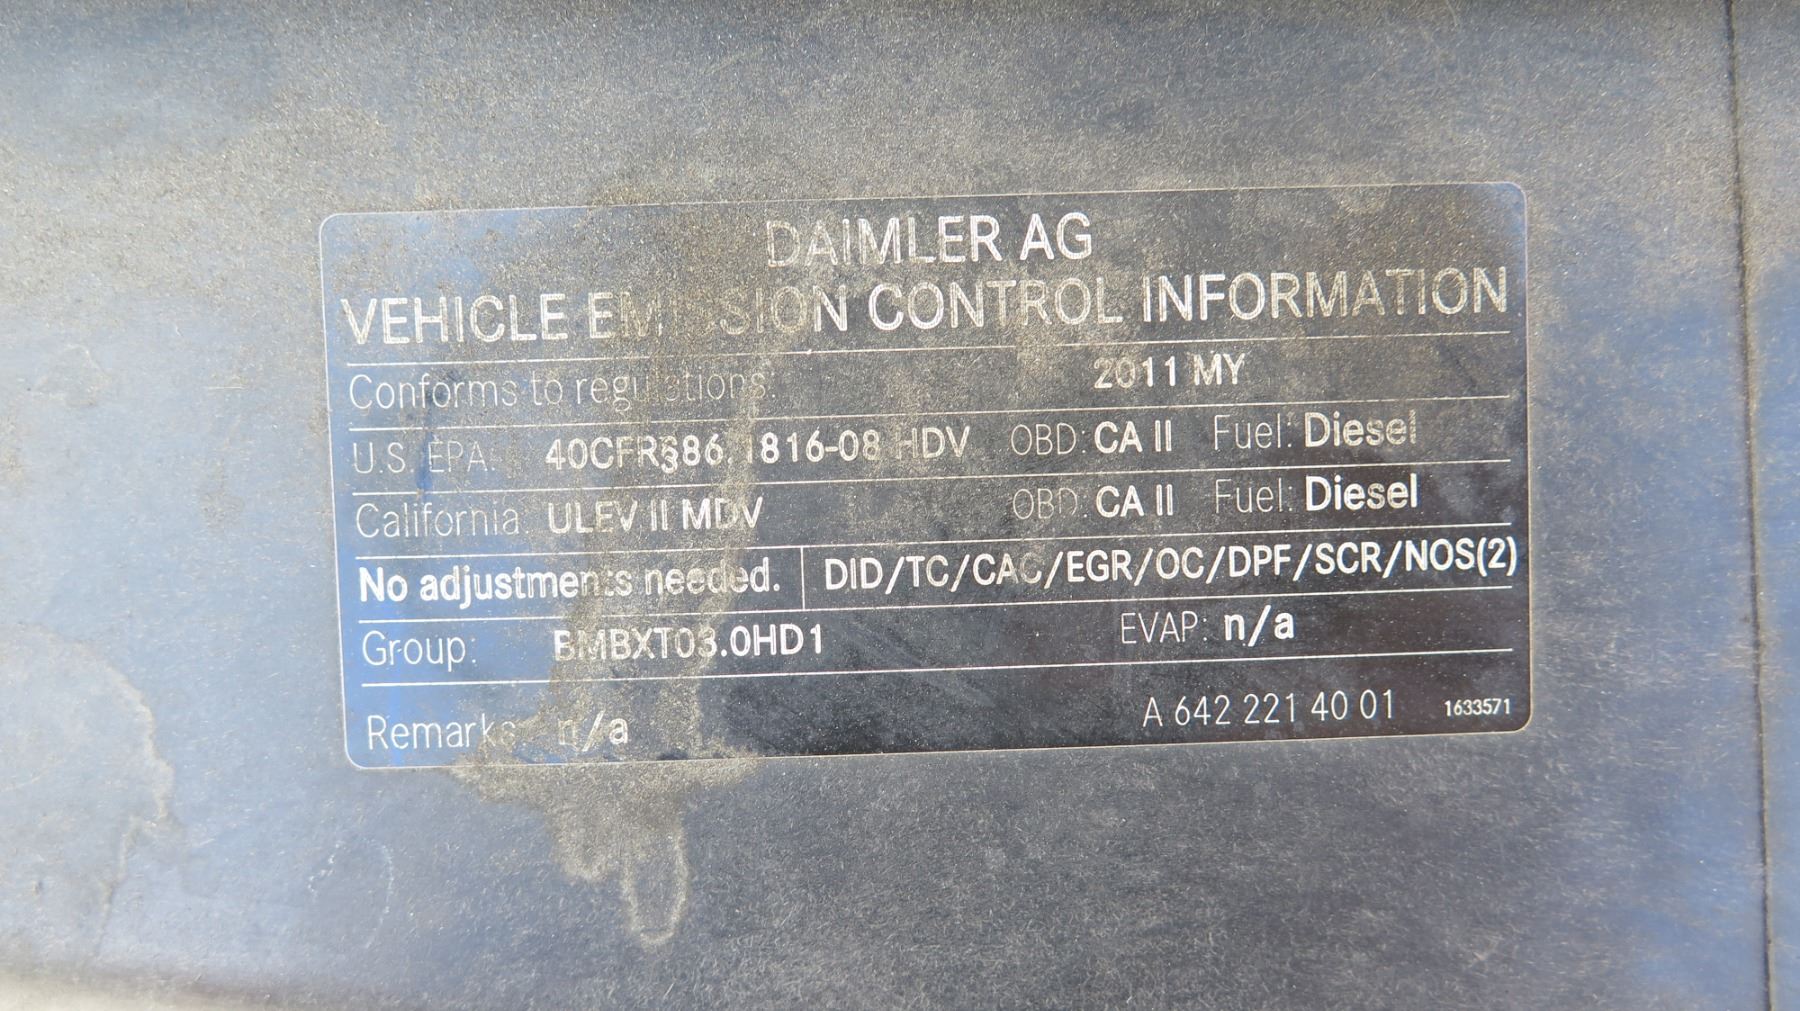 DAIMLER AG
VEHICLE EMISSION CONTROL INFORMATION
Conforms to regulations: 2011 MY
U.S. EPA: 40CFR§86.1816-08 HDV OBD: CA II Fuel: Diesel
California: ULEV II MDV OBD: CA II Fuel: Diesel
No adjustments needed. DID/TC/CAC/EGR/OC/DPF/SCR/NOS(2)
Group: BMBXT03.0HD1 EVAP: n/a
Remarks: n/a A 642 221 40 01 1633571